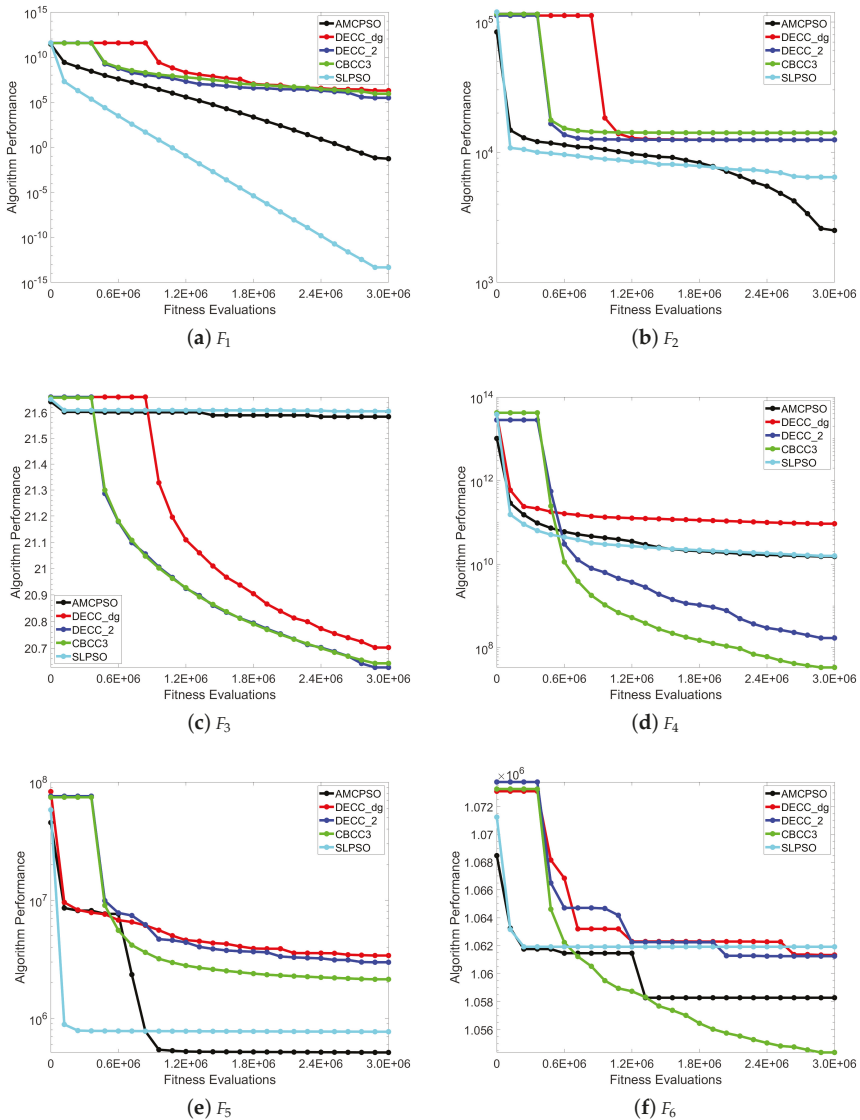 10^15
10^10
10^5
10^0
10^-5
10^-10
10^-15
Algorithm Performance
0 0.6E+06 1.2E+06 1.8E+06 2.4E+06 3.0E+06
Fitness Evaluations
AMCPSO
DECC_dg
DECC_2
CBCC3
SLPSO
(a) F1
10^5
10^4
10^3
Algorithm Performance
0 0.6E+06 1.2E+06 1.8E+06 2.4E+06 3.0E+06
Fitness Evaluations
AMCPSO
DECC_dg
DECC_2
CBCC3
SLPSO
(b) F2
21.6
21.5
21.4
21.3
21.2
21.1
21
20.9
20.8
20.7
Algorithm Performance
AMCPSO
DECC_dg
DECC_2
CBCC3
SLPSO
0 0.6E+06 1.2E+06 1.8E+06 2.4E+06 3.0E+06
Fitness Evaluations
(c) F3
10^14
10^12
10^10
10^8
Algorithm Performance
AMCPSO
DECC_dg
DECC_2
CBCC3
SLPSO
0 0.6E+06 1.2E+06 1.8E+06 2.4E+06 3.0E+06
Fitness Evaluations
(d) F4
10^8
10^7
10^6
Algorithm Performance
AMCPSO
DECC_dg
DECC_2
CBCC3
SLPSO
0 0.6E+06 1.2E+06 1.8E+06 2.4E+06 3.0E+06
Fitness Evaluations
(e) F5
×10^6
1.072
1.07
1.068
1.066
1.064
1.062
1.06
1.058
1.056
Algorithm Performance
AMCPSO
DECC_dg
DECC_2
CBCC3
SLPSO
0 0.6E+06 1.2E+06 1.8E+06 2.4E+06 3.0E+06
Fitness Evaluations
(f) F6